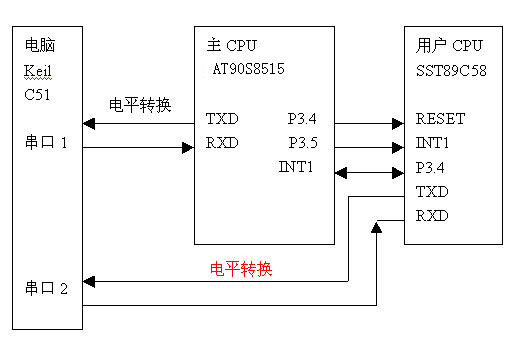 电脑
Keil
C51
串口 1
串口 2
电平转换
主 CPU
AT90S8515
TXD P3.4
RXD P3.5
INT1
用户 CPU
SST89C58
RESET
INT1
P3.4
TXD
RXD
电平转换